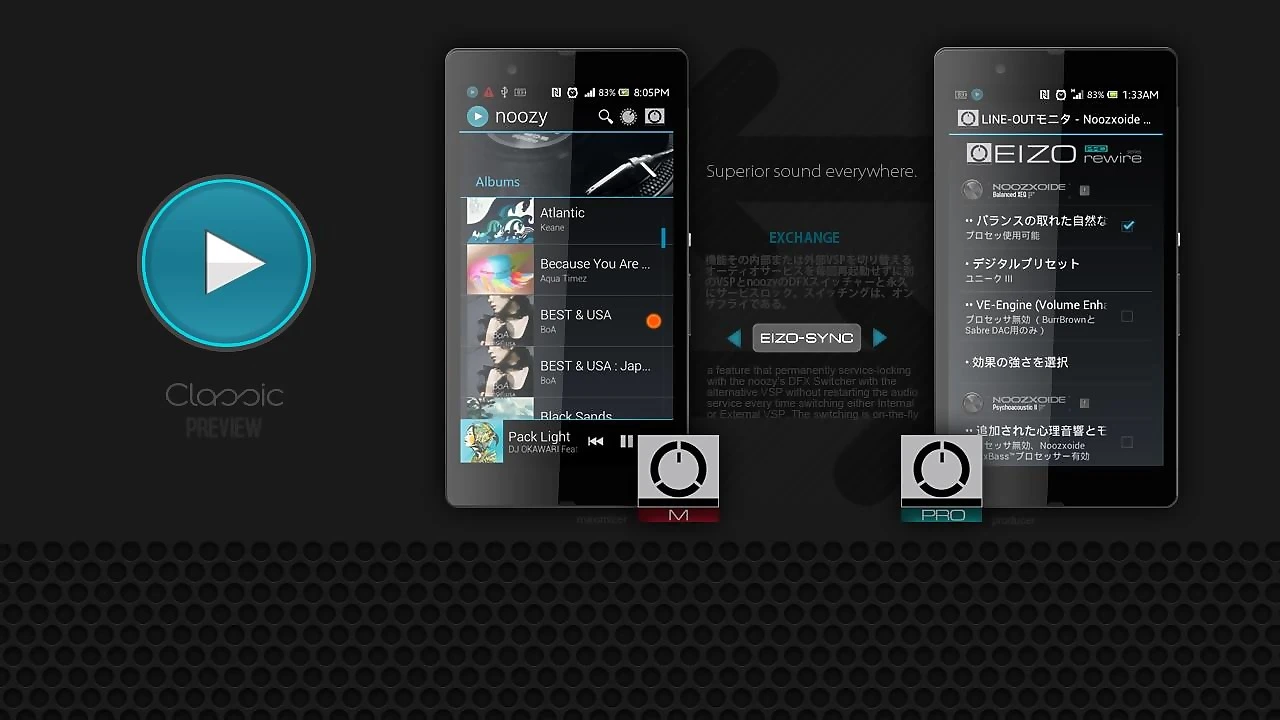 Classic
PREVIEW
83% 8:05PM
noozy
Albums
Atlantic
Keane
Because You Are ...
Aqua Timez
BEST & USA
BoA
BEST & USA : Jap...
BoA
Black Sands
Pack Light
DJ OKAWARI Feat
M
maximizer
Superior sound everywhere.
EXCHANGE
機能その内部または外部VSPを切り替える
オーディオサービスを毎回再起動せずに別
のVSPとnoozyのDFXスイッチャーと永久
にサービスロック。スイッチングは、オン
ザフライである。
EIZO-SYNC
a feature that permanently service-locking
with the noozy's DFX Switcher with the
alternative VSP without restarting the audio
service every time switching either Internal
or External VSP. The switching is on-the-fly
83% 1:33AM
LINE-OUTモニタ - Noozxoide ...
EIZO PRO rewire series
NOOZXOIDE
Balanced XEQ
•• バランスの取れた自然な
プロセッサ使用可能
• デジタルプリセット
ユニーク III
•• VE-Engine (Volume Enha
プロセッサ無効（BurrBrownと
Sabre DAC用のみ）
• 効果の強さを選択
NOOZXOIDE
Psychoacoustic II
•• 追加された心理音響とモ
セッサ無効、Noozxoide
xBass™プロセッサー有効
PRO
producer